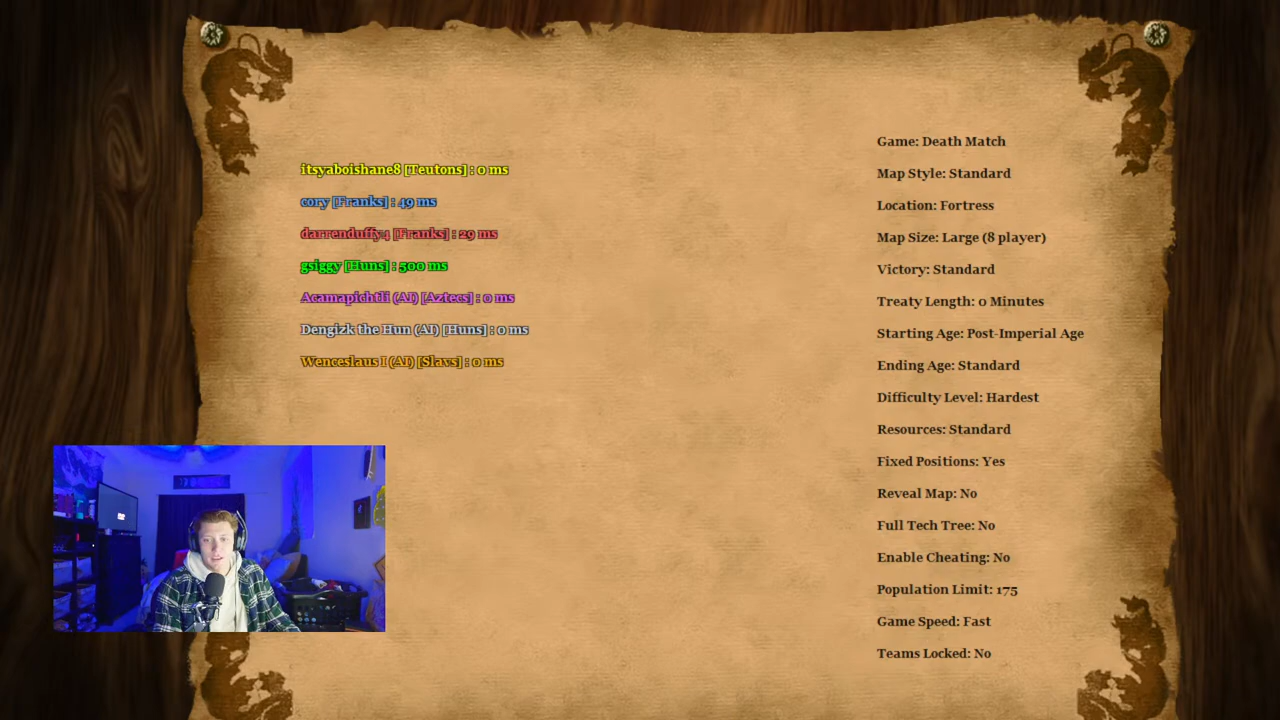 itsyaboishane8 [Teutons] : 0 ms
cory [Franks] : 49 ms
darrenduffy4 [Franks] : 29 ms
gsiggy [Huns] : 500 ms
Acamapichtli (AI) [Aztecs] : 0 ms
Dengizk the Hun (AI) [Huns] : 0 ms
Wenceslaus I (AI) [Slavs] : 0 ms
Game: Death Match
Map Style: Standard
Location: Fortress
Map Size: Large (8 player)
Victory: Standard
Treaty Length: 0 Minutes
Starting Age: Post-Imperial Age
Ending Age: Standard
Difficulty Level: Hardest
Resources: Standard
Fixed Positions: Yes
Reveal Map: No
Full Tech Tree: No
Enable Cheating: No
Population Limit: 175
Game Speed: Fast
Teams Locked: No